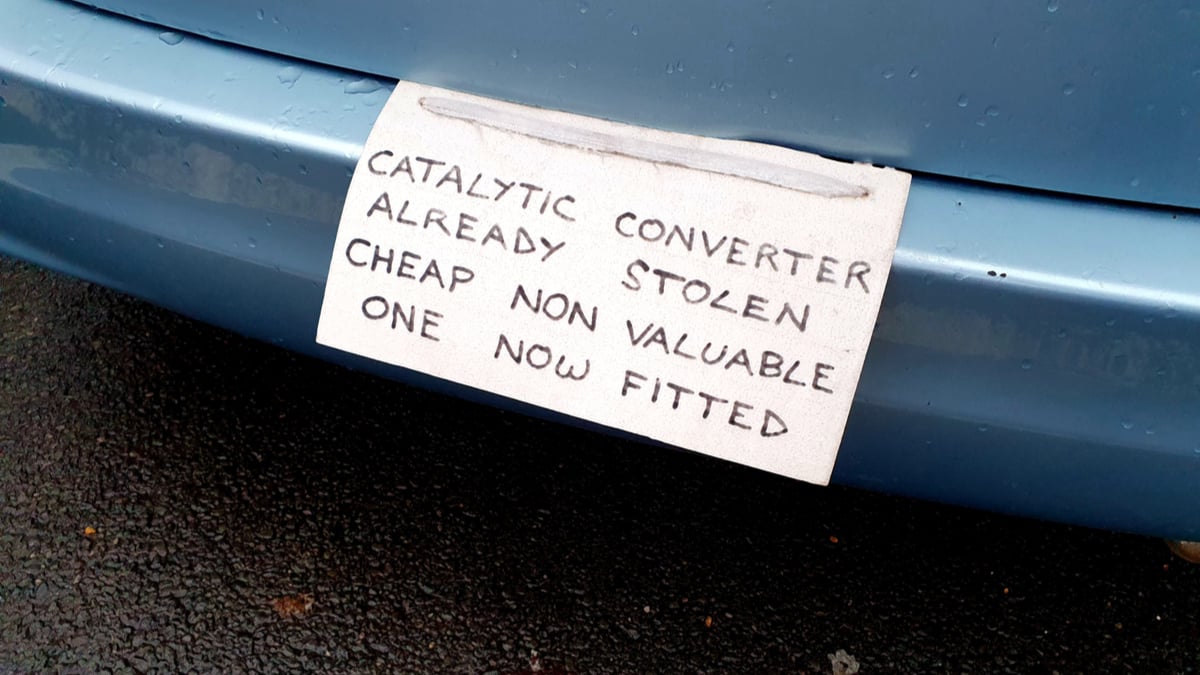 CATALYTIC CONVERTER
ALREADY STOLEN
CHEAP NON VALUABLE
ONE NOW FITTED